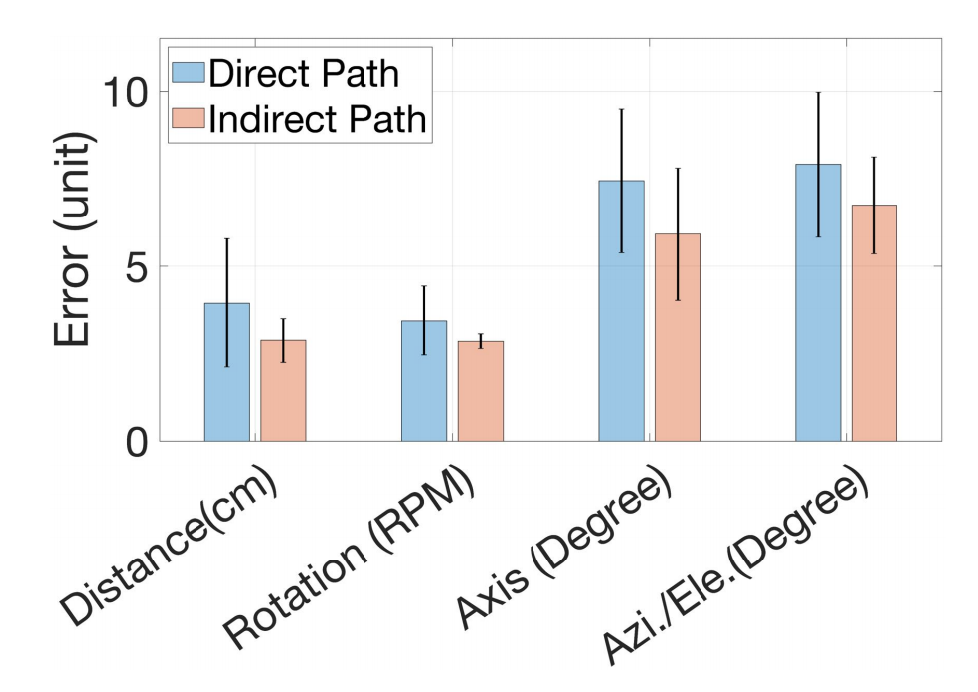 Direct Path
Indirect Path
Error (unit)
10
5
0
Distance(cm)
Rotation (RPM)
Axis (Degree)
Azi./Ele.(Degree)